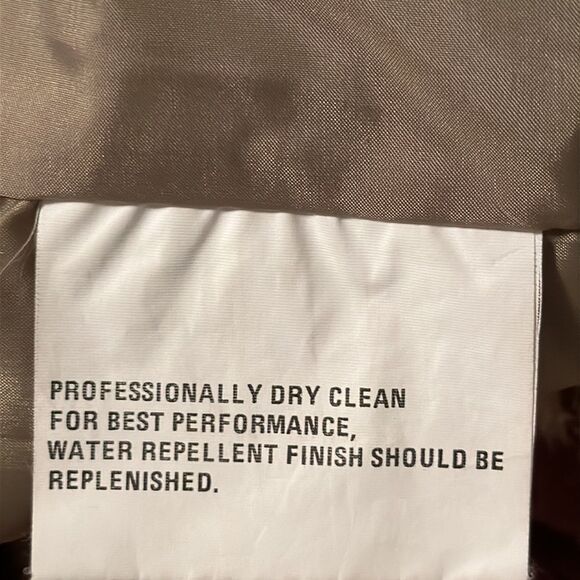 PROFESSIONALLY DRY CLEAN
FOR BEST PERFORMANCE,
WATER REPELLENT FINISH SHOULD BE
REPLENISHED.